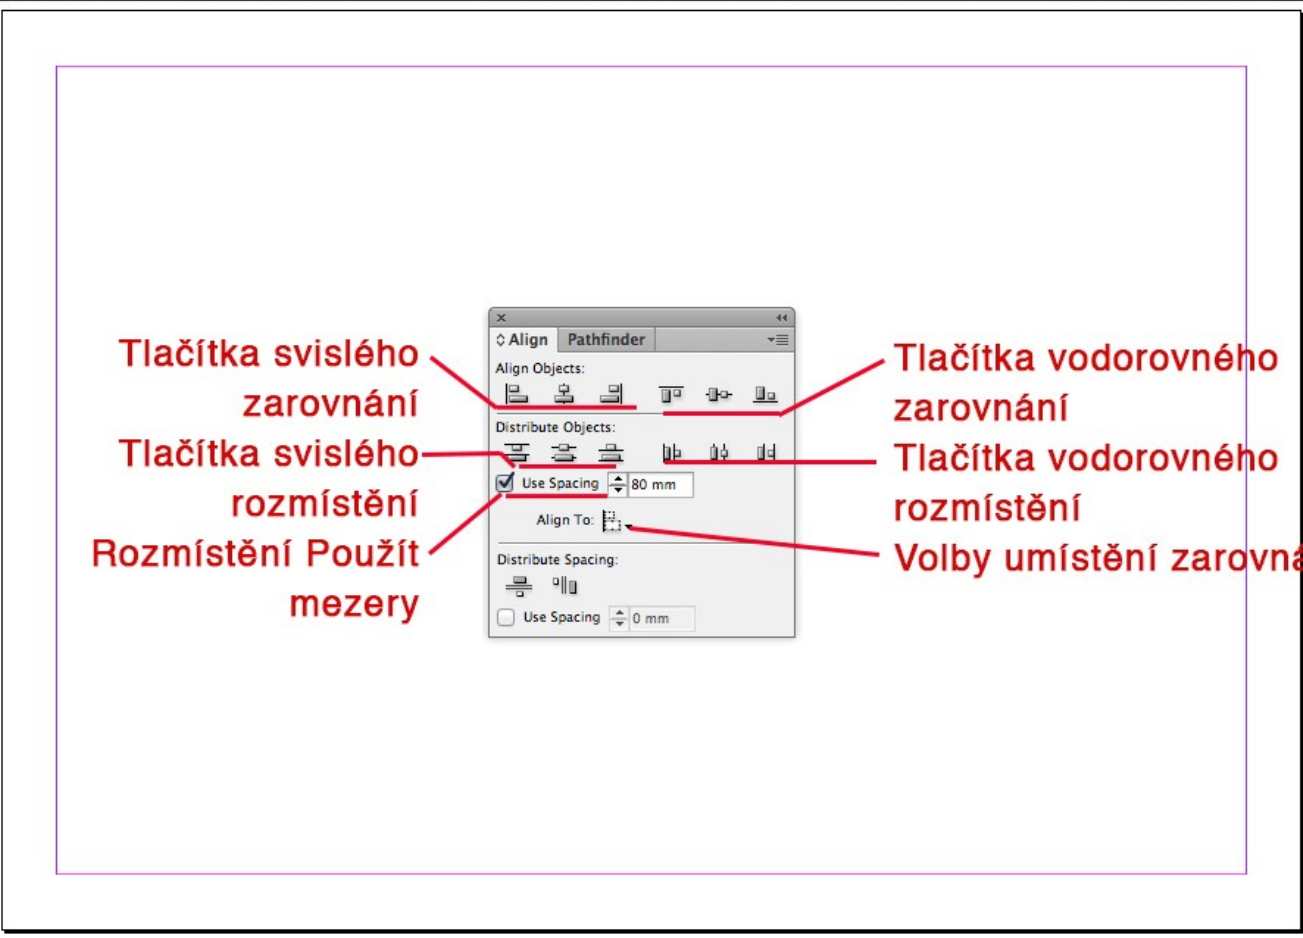 Align Pathfinder
Align Objects:
Distribute Objects:
Use Spacing 80 mm
Align To:
Distribute Spacing:
Use Spacing 0 mm
Tlačítka svislého
zarovnání
Tlačítka svislého
rozmístění
Rozmístění Použít
mezery
Tlačítka vodorovného
zarovnání
Tlačítka vodorovného
rozmístění
Volby umístění zarovná